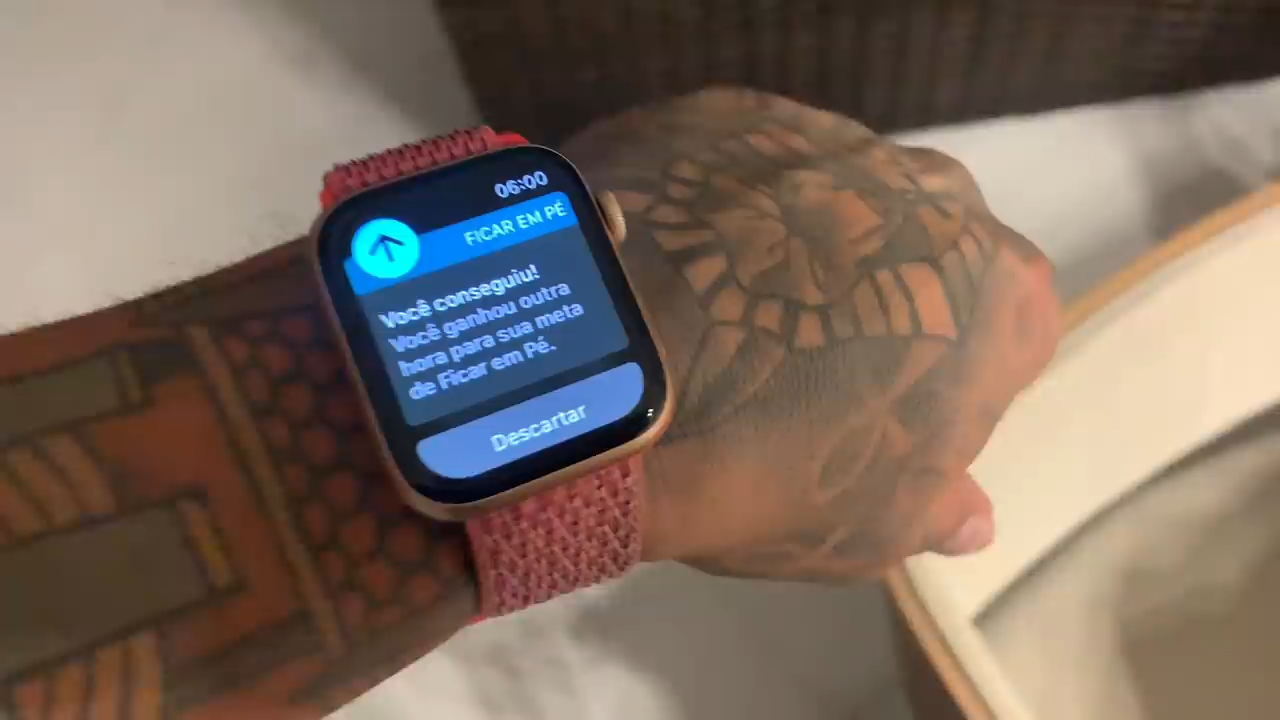 06:00
FICAR EM PÉ
Você conseguiu!
Você ganhou outra
hora para sua meta
de Ficar em Pé.
Descartar